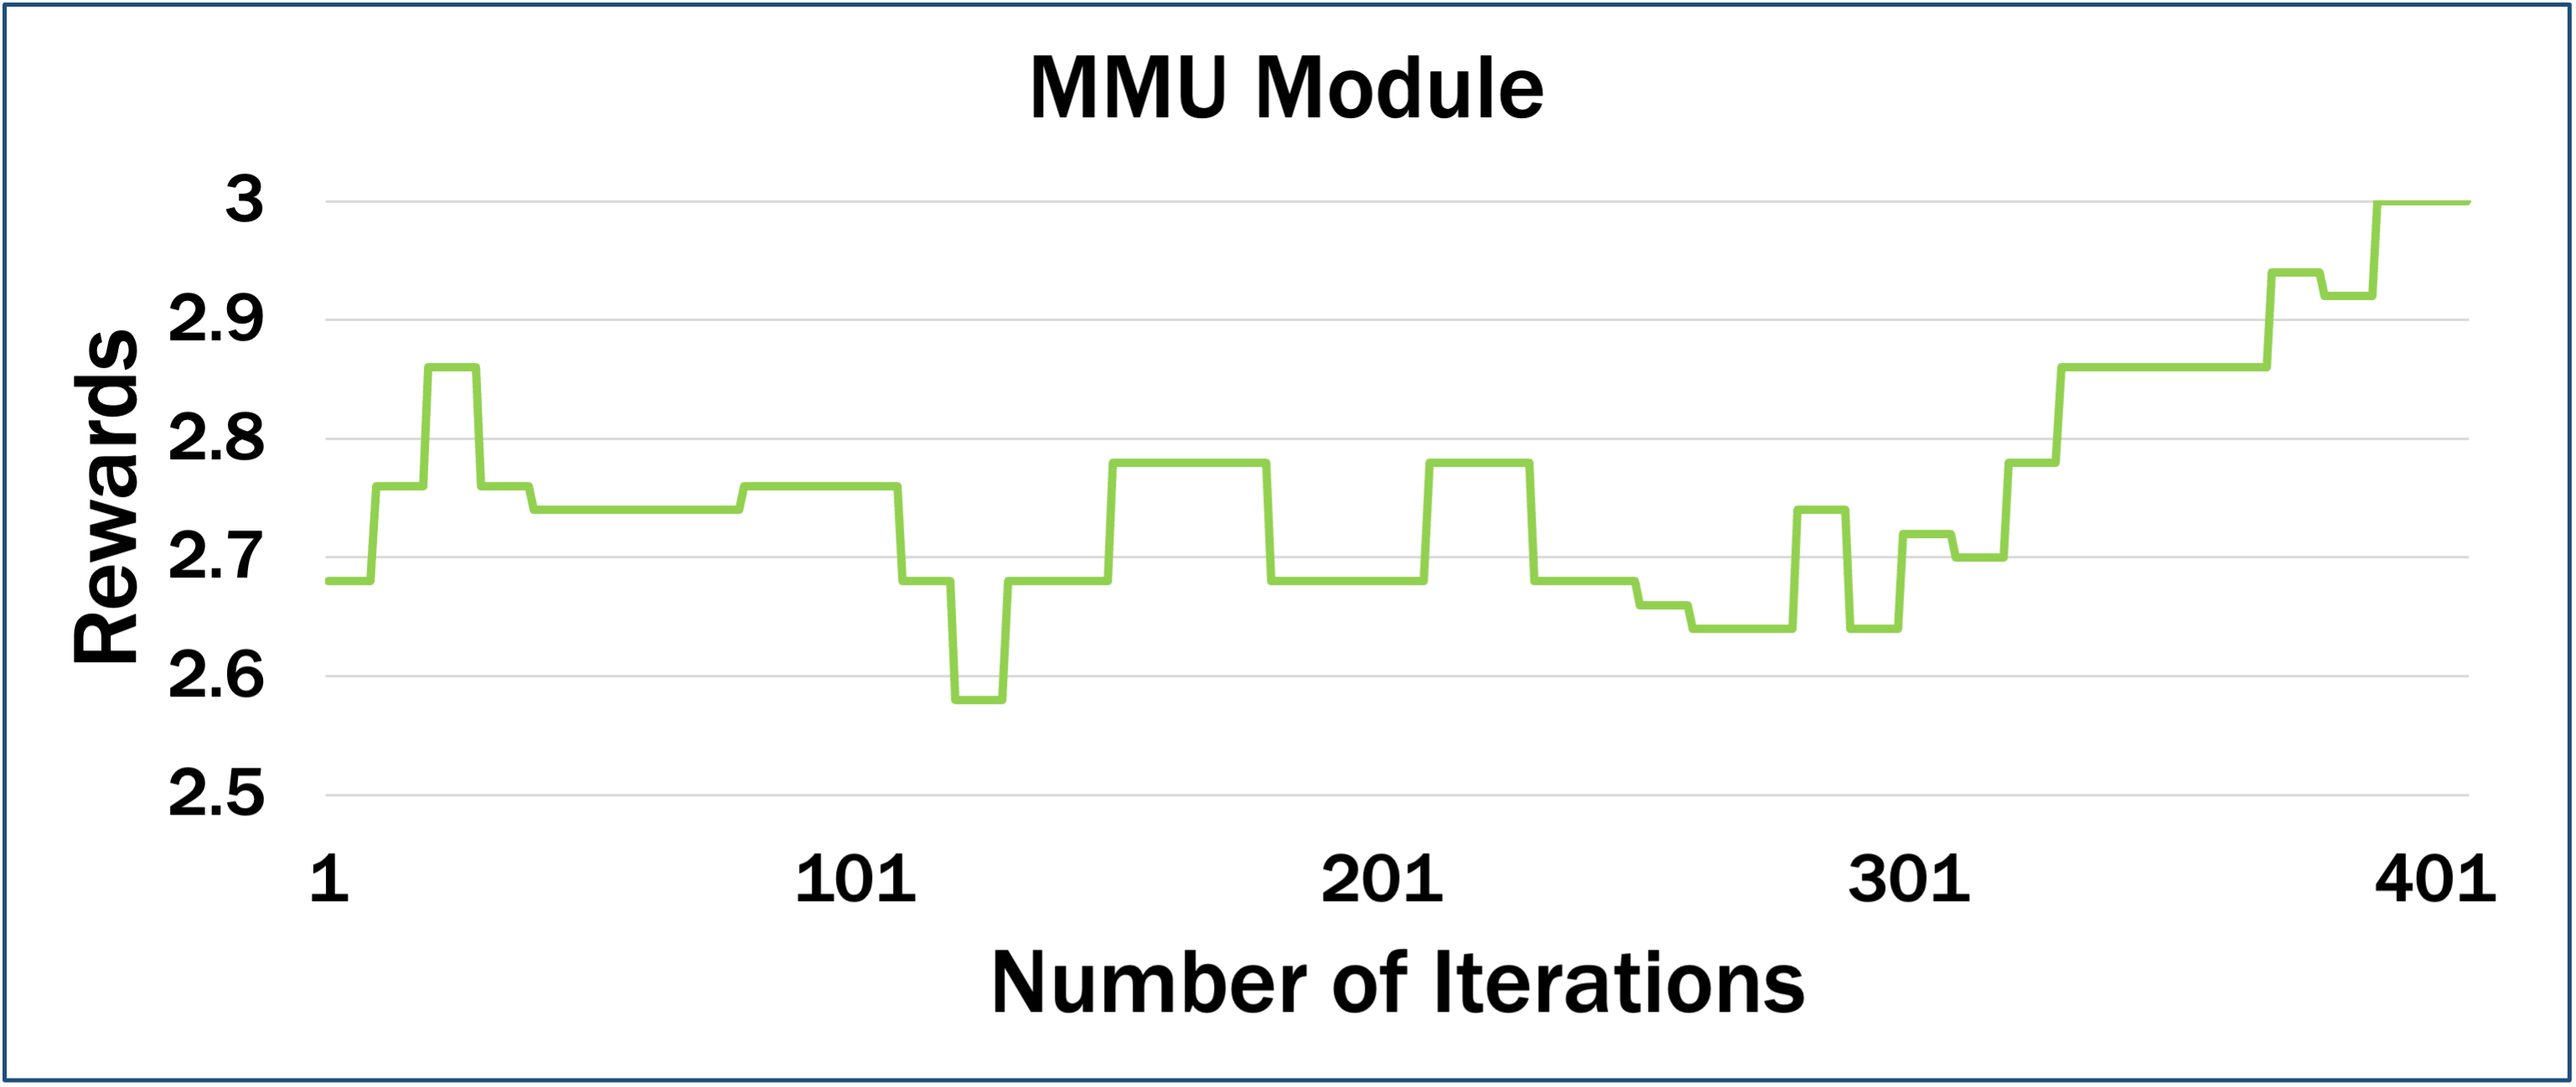 MMU Module
3
2.9
2.8
2.7
2.6
2.5
Rewards
1 101 201 301 401
Number of Iterations